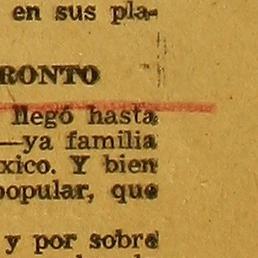 en sus pla-
RONTO
llegó hasta
—ya familia
xico. Y bien
popular, que
y por sobre